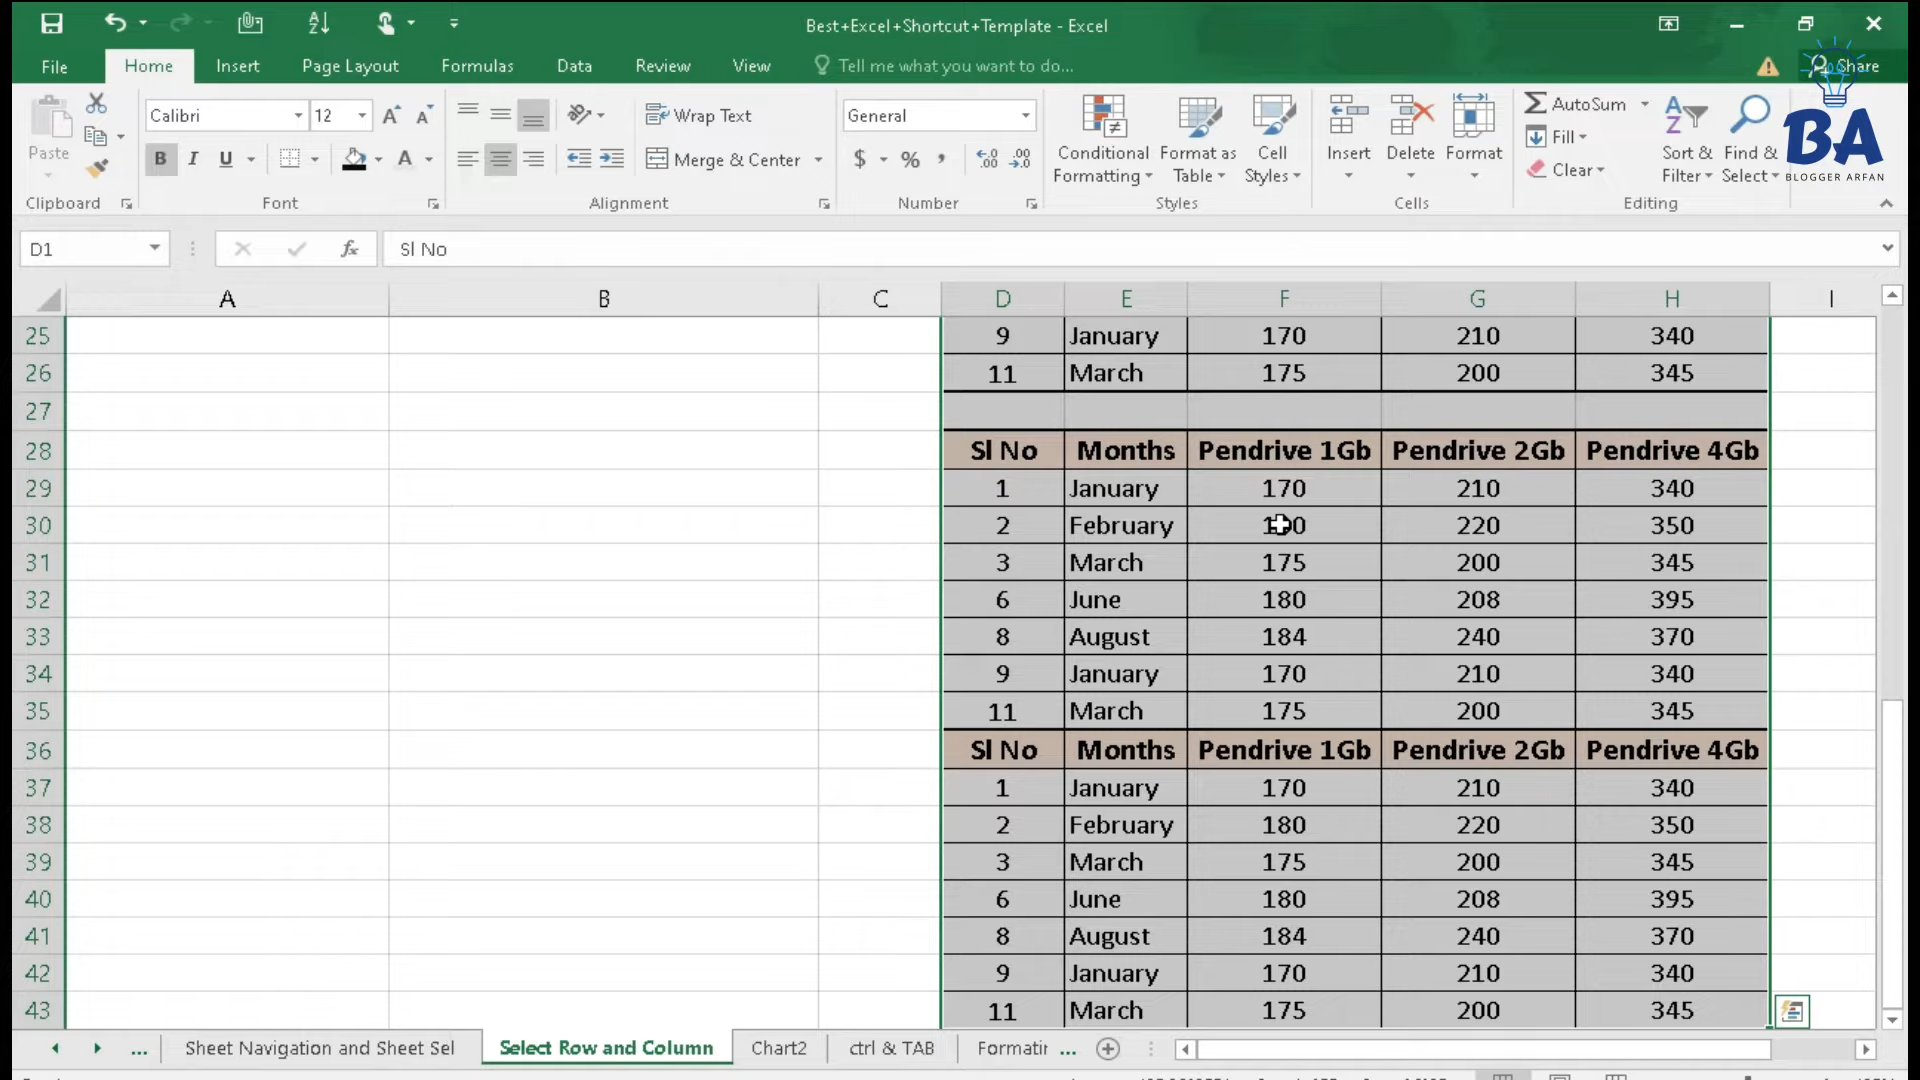 Best+Excel+Shortcut+Template - Excel
File Home Insert Page Layout Formulas Data Review View Tell me what you want to do... Share
BA
BLOGGER ARFAN
Calibri 12 Wrap Text General AutoSum
Paste B I U Merge & Center $ % , Conditional Formatting Format as Table Cell Styles Insert Delete Format Fill Clear Sort & Filter Find & Select
Clipboard Font Alignment Number Styles Cells Editing
D1 fx Sl No
A B C D E F G H I
25 9 January 170 210 340
26 11 March 175 200 345
27
28 Sl No Months Pendrive 1Gb Pendrive 2Gb Pendrive 4Gb
29 1 January 170 210 340
30 2 February 220 350
31 3 March 175 200 345
32 6 June 180 208 395
33 8 August 184 240 370
34 9 January 170 210 340
35 11 March 175 200 345
36 Sl No Months Pendrive 1Gb Pendrive 2Gb Pendrive 4Gb
37 1 January 170 210 340
38 2 February 180 220 350
39 3 March 175 200 345
40 6 June 180 208 395
41 8 August 184 240 370
42 9 January 170 210 340
43 11 March 175 200 345
... Sheet Navigation and Sheet Sel Select Row and Column Chart2 ctrl & TAB Formatin ...